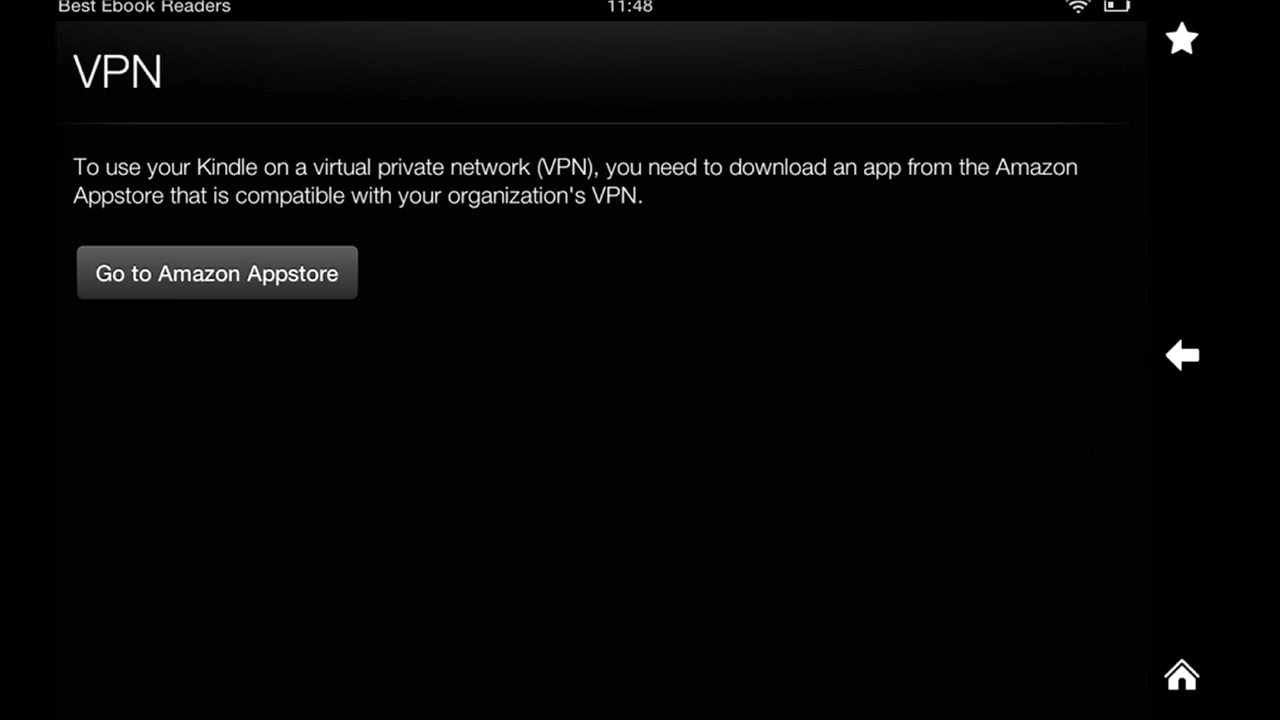 Best Ebook Readers
11:48
VPN
To use your Kindle on a virtual private network (VPN), you need to download an app from the Amazon
Appstore that is compatible with your organization's VPN.
Go to Amazon Appstore